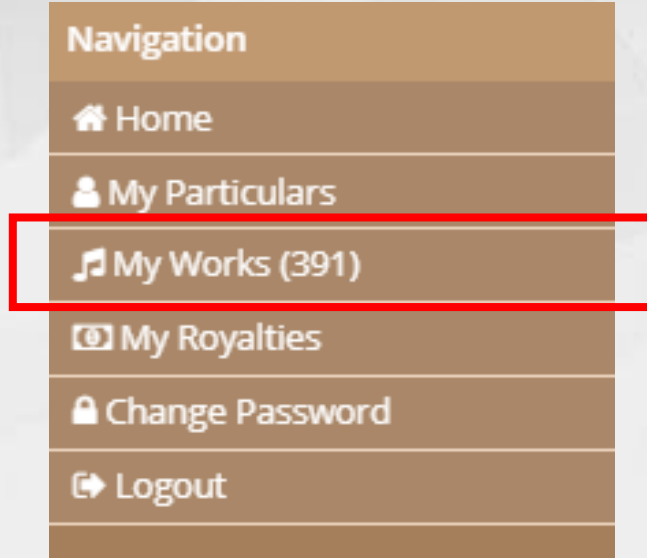 Navigation
Home
My Particulars
My Works (391)
My Royalties
Change Password
Logout